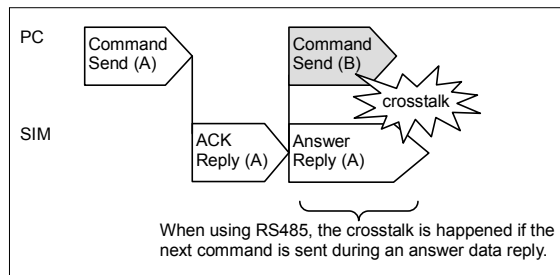 PC
Command
Send (A)
Command
Send (B)
crosstalk
SIM
ACK
Reply (A)
Answer
Reply (A)
When using RS485, the crosstalk is happened if the
next command is sent during an answer data reply.